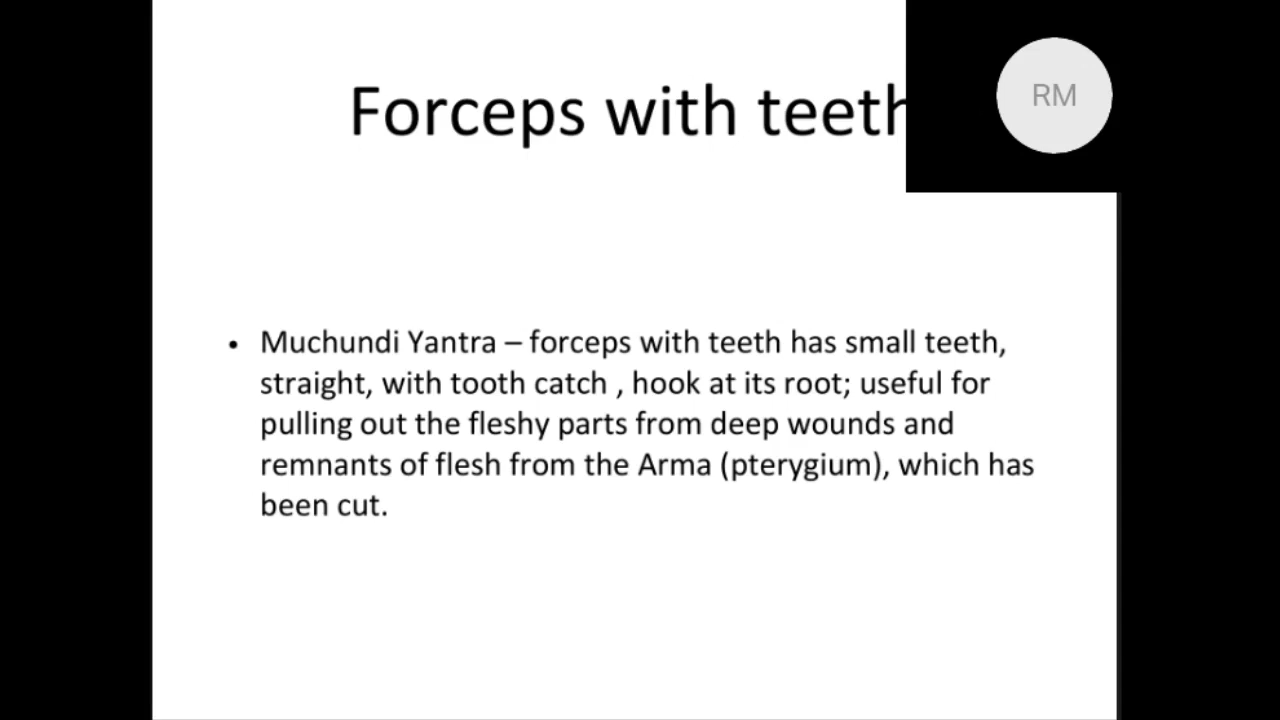 Forceps with teeth
RM
• Muchundi Yantra – forceps with teeth has small teeth,
straight, with tooth catch , hook at its root; useful for
pulling out the fleshy parts from deep wounds and
remnants of flesh from the Arma (pterygium), which has
been cut.